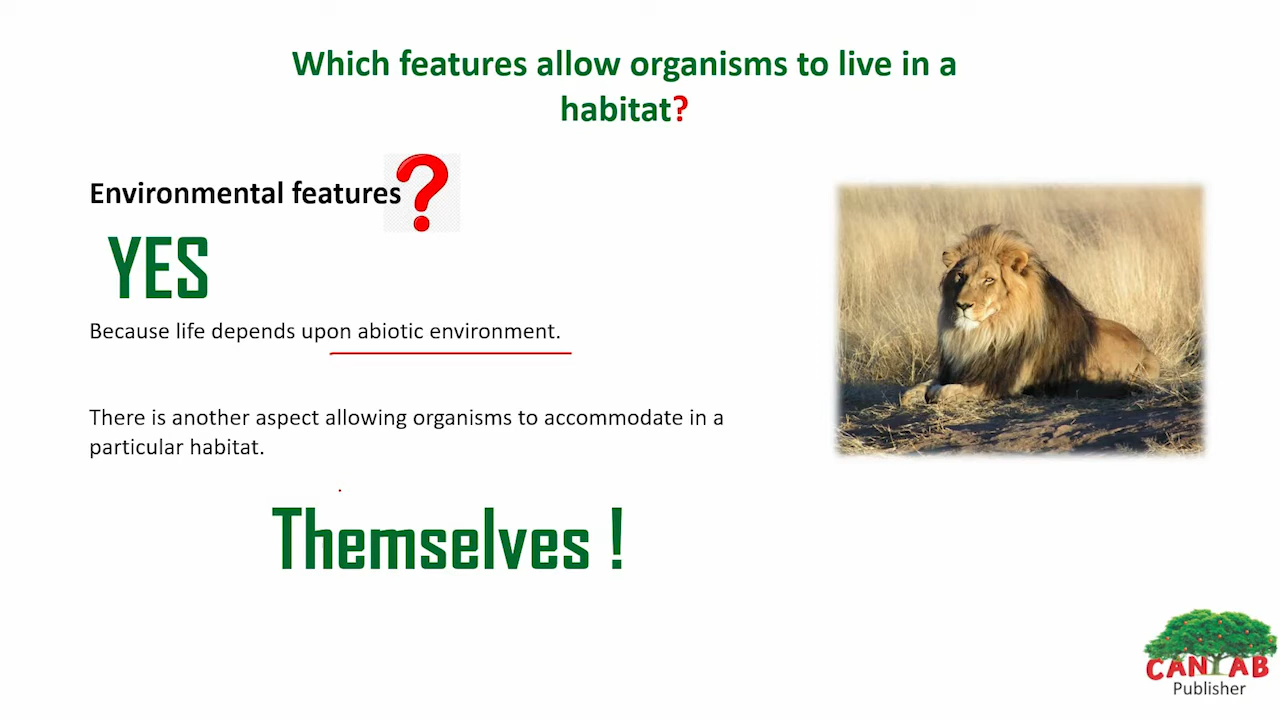 Which features allow organisms to live in a
habitat?
Environmental features?
YES
Because life depends upon abiotic environment.
There is another aspect allowing organisms to accommodate in a
particular habitat.
Themselves !
CANTAB
Publisher